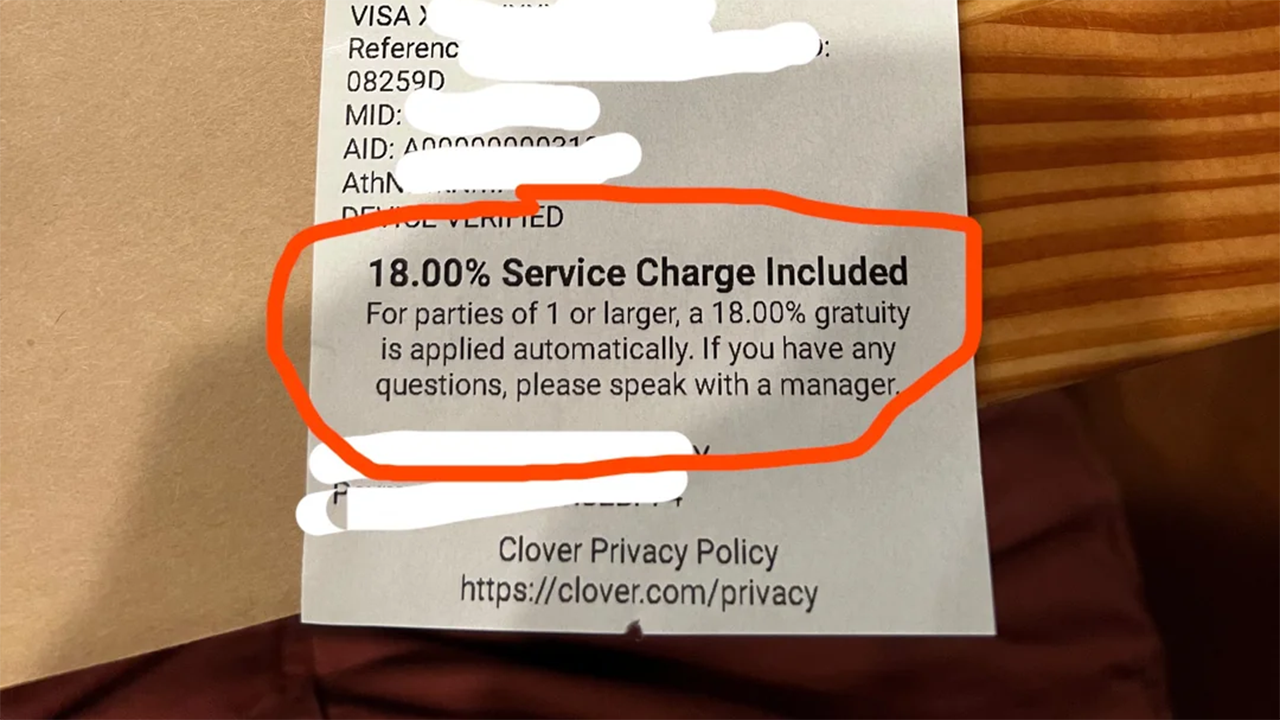 VISA
Referenc
08259D
MID:
AID:
DEVICE VERIFIED
18.00% Service Charge Included
For parties of 1 or larger, a 18.00% gratuity
is applied automatically. If you have any
questions, please speak with a manager.
Clover Privacy Policy
https://clover.com/privacy